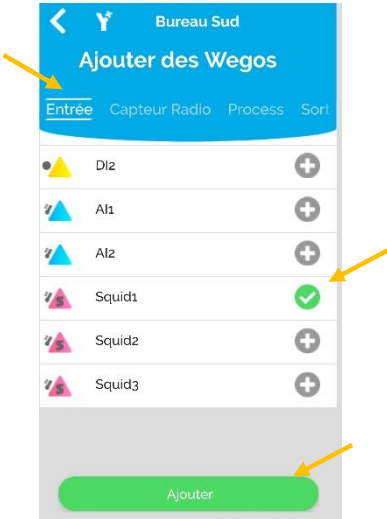 Bureau Sud
Ajouter des Wegos
Entrée Capteur Radio Process Sort
DI2
AI1
AI2
Squid1
Squid2
Squid3
Ajouter